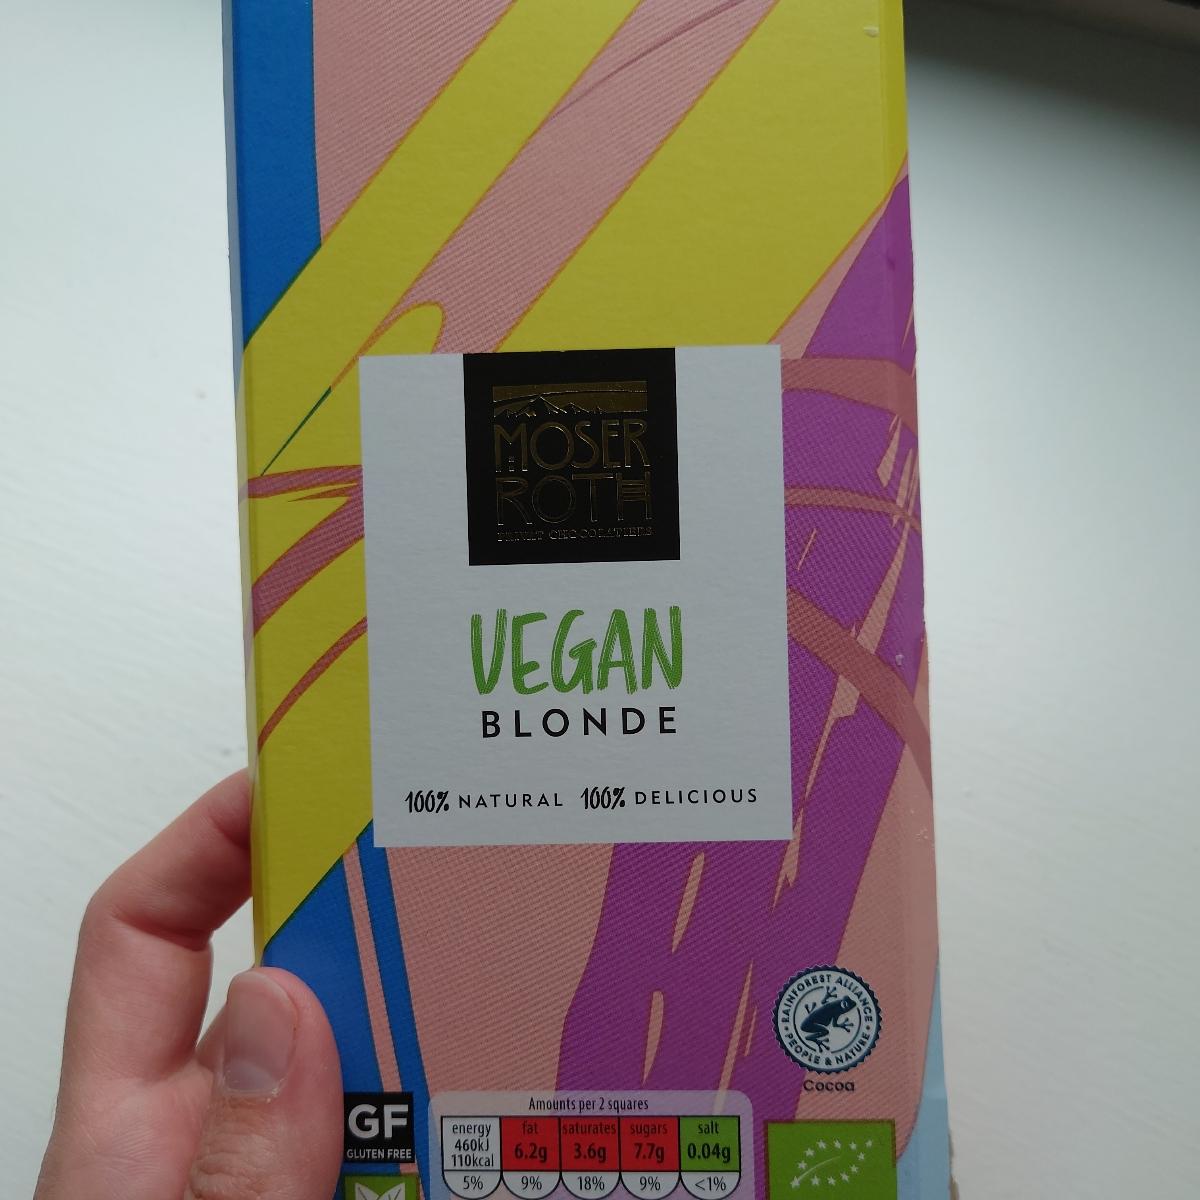 MOSER
ROTH
PRIVAT CHOCOLATIERS
VEGAN
BLONDE
100% NATURAL 100% DELICIOUS
RAINFOREST ALLIANCE
PEOPLE & NATURE
Cocoa
GF
GLUTEN FREE
Amounts per 2 squares
energy fat saturates sugars salt
460kJ 6.2g 3.6g 7.7g 0.04g
110kcal
5% 9% 18% 9% <1%